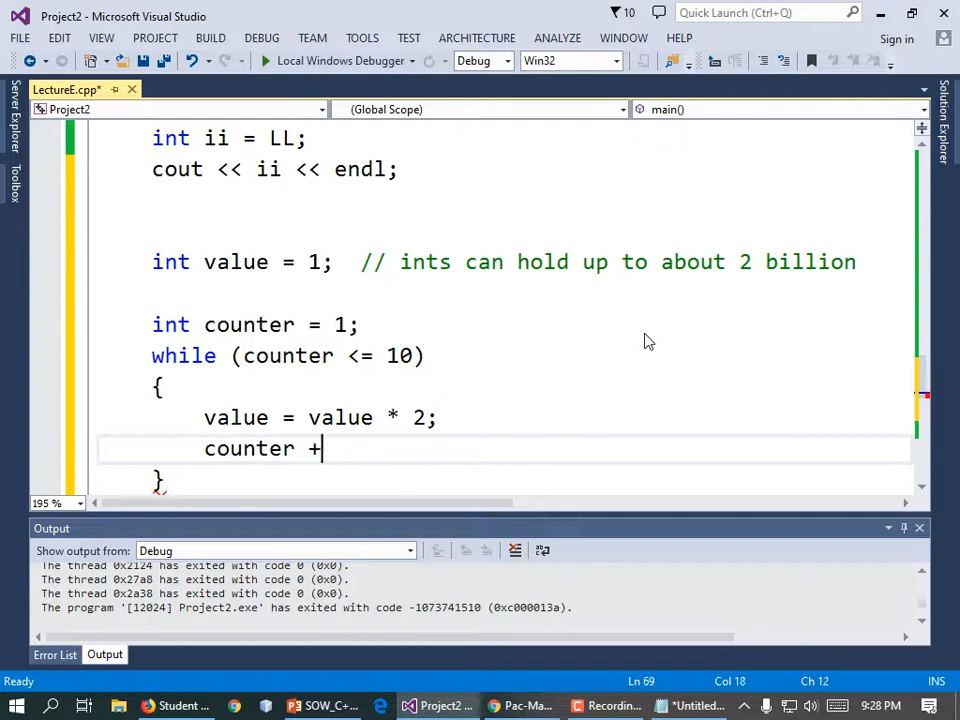 Project2 - Microsoft Visual Studio
10
Quick Launch (Ctrl+Q)
FILE EDIT VIEW PROJECT BUILD DEBUG TEAM TOOLS TEST ARCHITECTURE ANALYZE WINDOW HELP
Sign in
Local Windows Debugger
Debug
Win32
Server Explorer
Toolbox
Solution Explorer
LectureE.cpp*
Project2
(Global Scope)
main()
int ii = LL;
cout << ii << endl;
int value = 1;  // ints can hold up to about 2 billion
int counter = 1;
while (counter <= 10)
{
value = value * 2;
counter +
}
195 %
Output
Show output from: Debug
The thread 0x2124 has exited with code 0 (0x0).
The thread 0x27a8 has exited with code 0 (0x0).
The thread 0x2a38 has exited with code 0 (0x0).
The program '[12024] Project2.exe' has exited with code -1073741510 (0xc000013a).
Error List
Output
Ready
Ln 69
Col 18
Ch 12
INS
Student ...
SOW_C+...
Project2 ...
Pac-Ma...
Recordin...
*Untitled...
9:28 PM